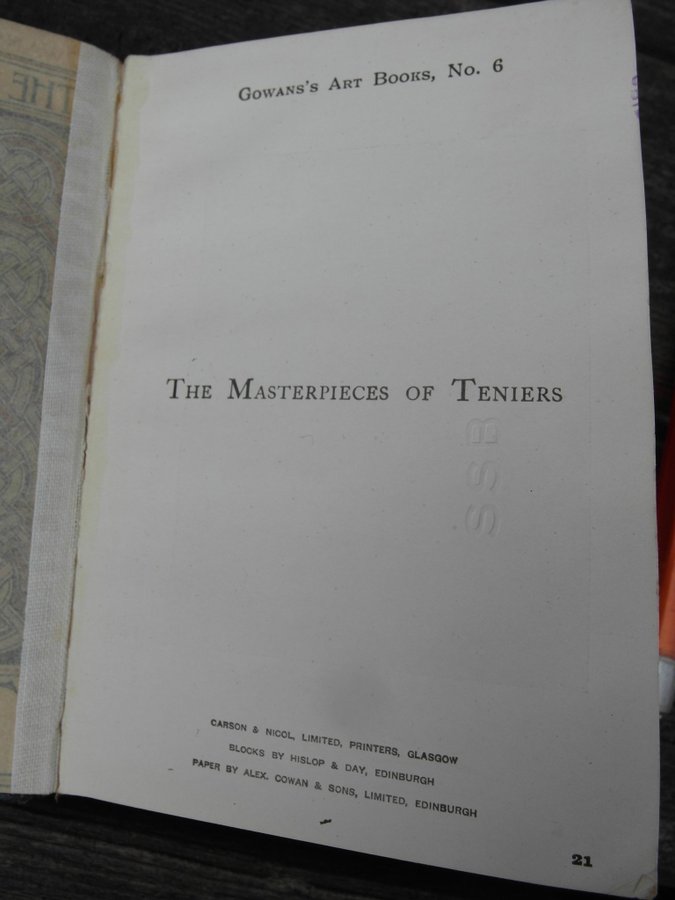 THE
GOWANS'S ART BOOKS, NO. 6
THE MASTERPIECES OF TENIERS
SSB
CARSON & NICOL, LIMITED, PRINTERS, GLASGOW
BLOCKS BY HISLOP & DAY, EDINBURGH
PAPER BY ALEX. COWAN & SONS, LIMITED, EDINBURGH
21